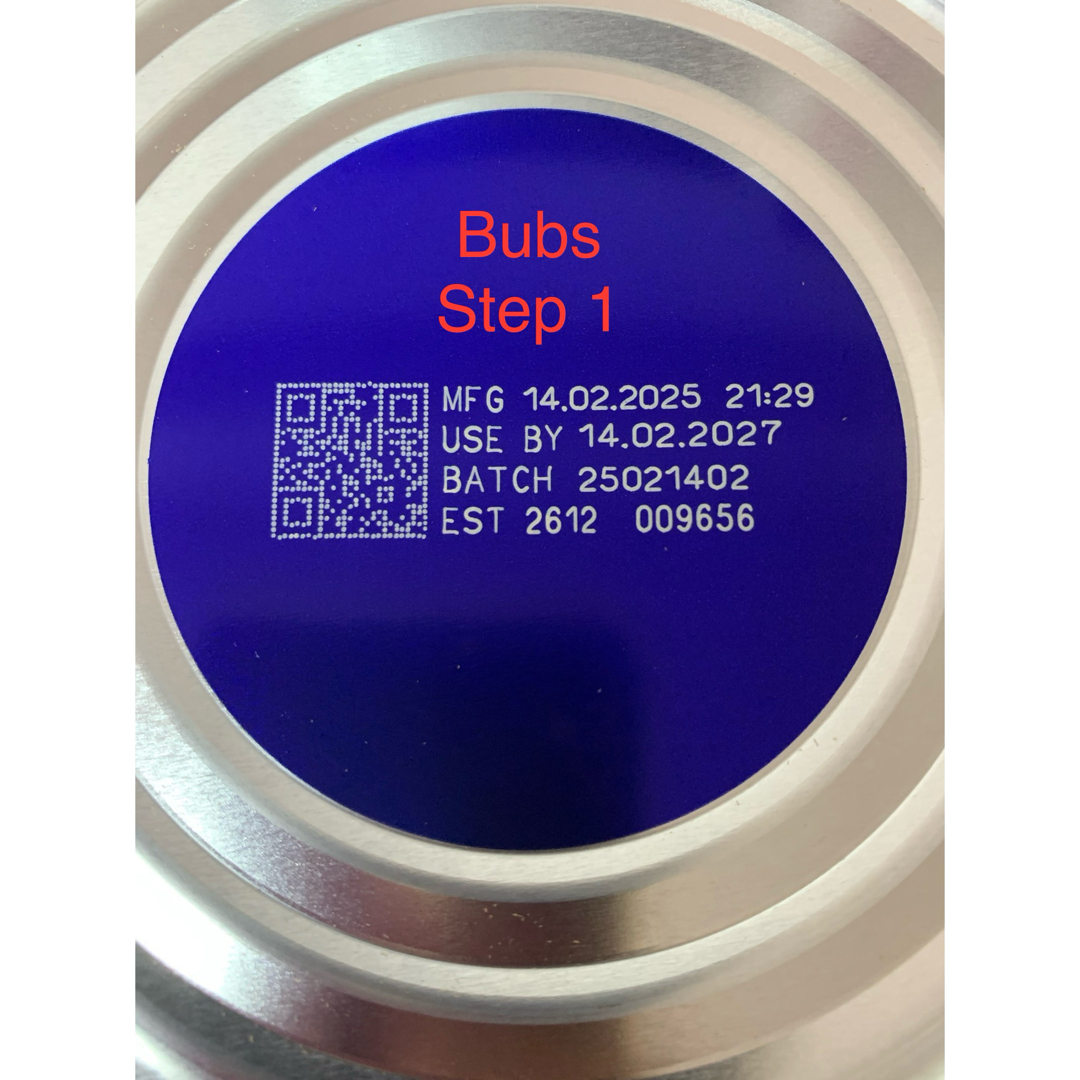 Bubs
Step 1
MFG 14.02.2025 21:29
USE BY 14.02.2027
BATCH 25021402
EST 2612 009656